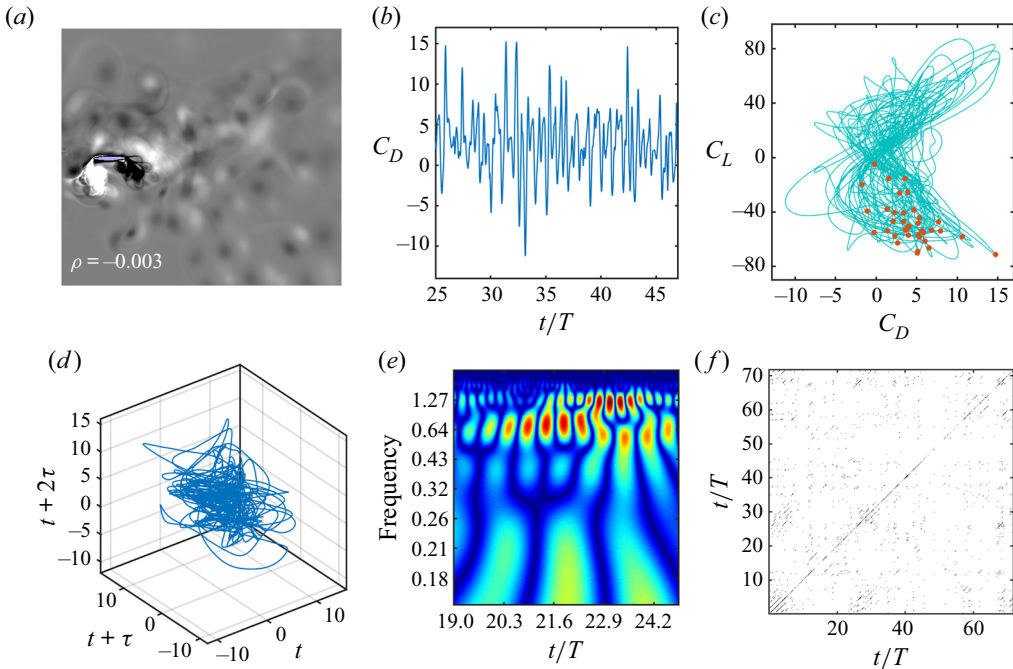 (a)
ρ = –0.003
(b)
C_D
15
10
5
0
–5
–10
25 30 35 40 45
t/T
(c)
C_L
80
40
0
–40
–80
–10 –5 0 5 10 15
C_D
(d)
t + 2τ
15
10
5
0
–5
–10
10
0
–10
t + τ
–10
0
10
t
(e)
Frequency
1.27
0.64
0.43
0.32
0.26
0.21
0.18
19.0 20.3 21.6 22.9 24.2
t/T
(f)
t/T
70
60
50
40
30
20
10
20 40 60
t/T